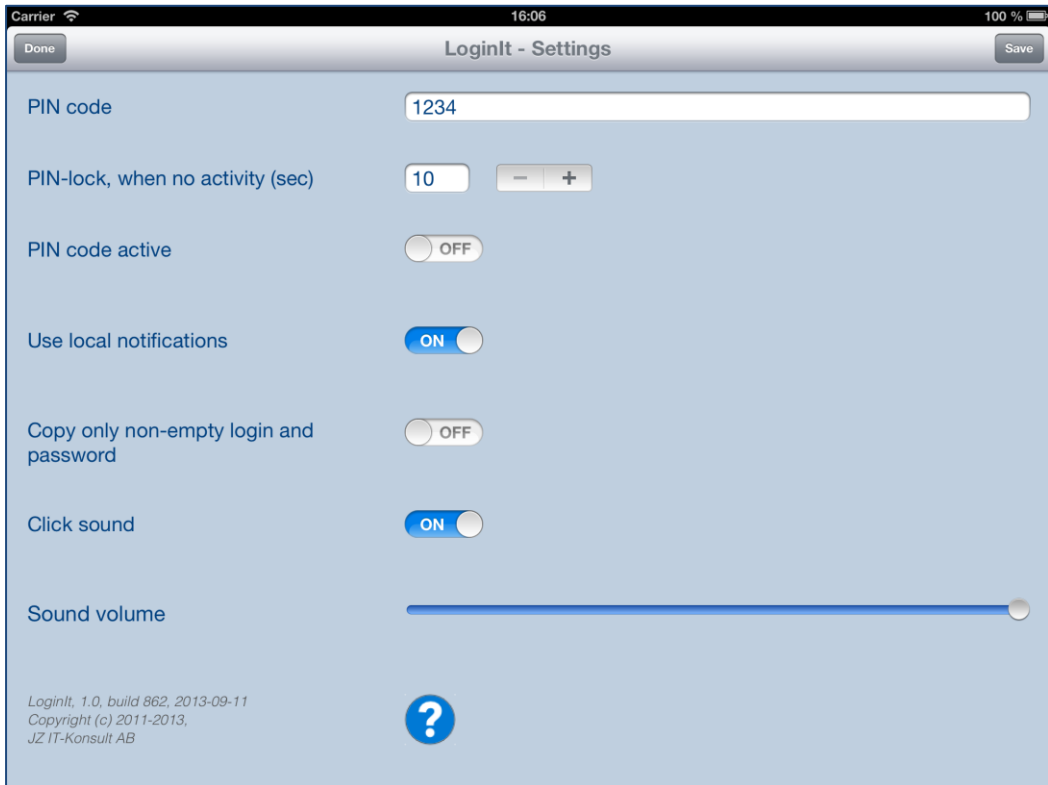 Carrier 16:06 100 %
Done LoginIt - Settings Save
PIN code 1234
PIN-lock, when no activity (sec) 10 − +
PIN code active OFF
Use local notifications ON
Copy only non-empty login and
password OFF
Click sound ON
Sound volume
LoginIt, 1.0, build 862, 2013-09-11
Copyright (c) 2011-2013,
JZ IT-Konsult AB
?